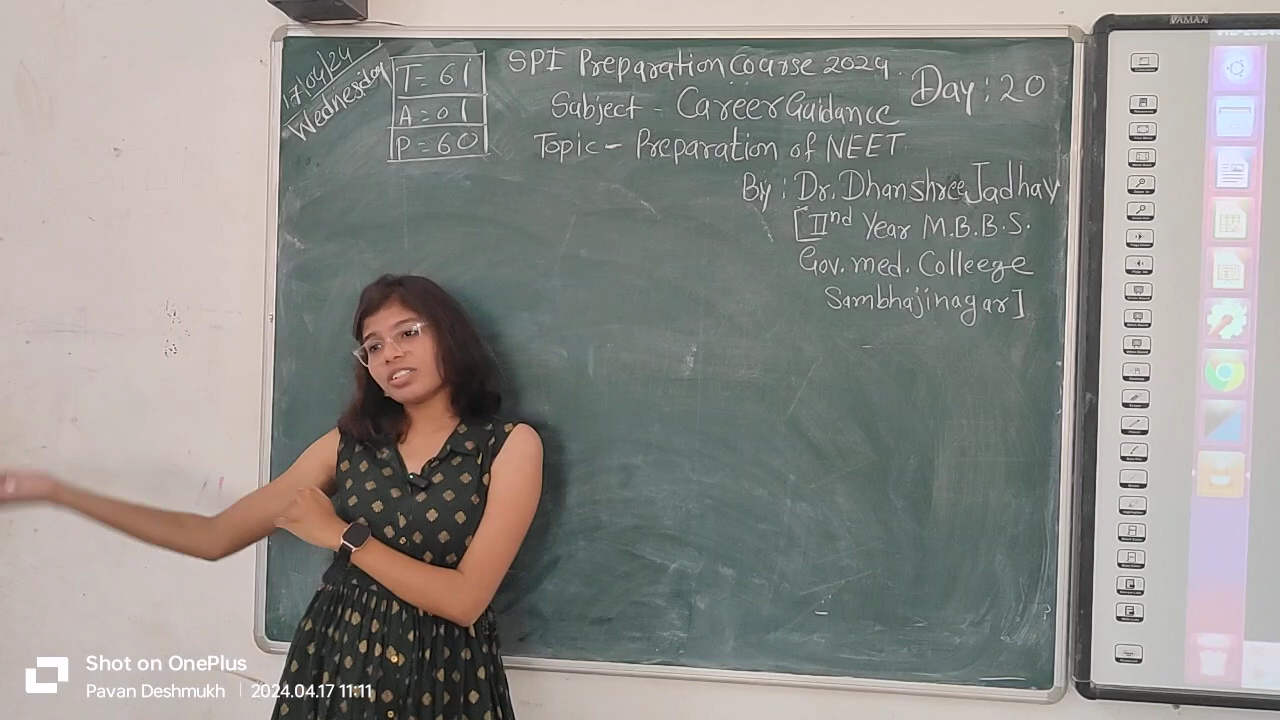 17/04/24
Wednesday
T = 61
A = 01
P = 60
SPI Preparation Course 2024.
Day : 20
Subject - Career Guidance
Topic - Preparation of NEET.
By : Dr. Dhanshree Jadhav
[IInd Year M.B.B.S.
Gov. med. Colleege
Sambhajinagar]
VAMAA
Shot on OnePlus
Pavan Deshmukh | 2024.04.17 11:11